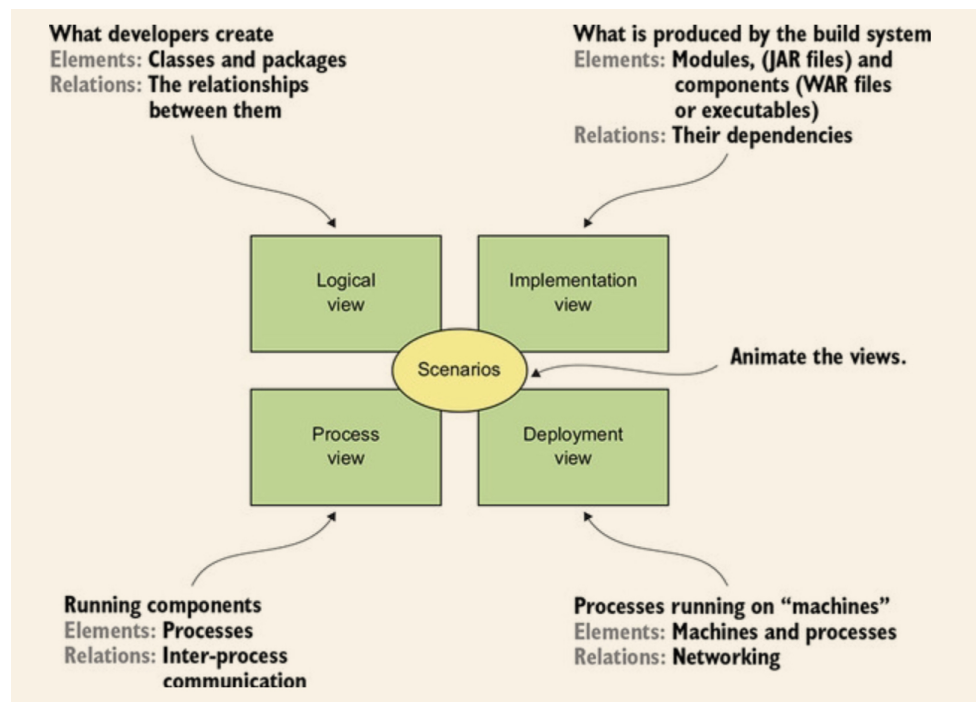 What developers create
Elements: Classes and packages
Relations: The relationships
between them
What is produced by the build system
Elements: Modules, (JAR files) and
components (WAR files
or executables)
Relations: Their dependencies
Logical
view
Implementation
view
Scenarios
Animate the views.
Process
view
Deployment
view
Running components
Elements: Processes
Relations: Inter-process
communication
Processes running on “machines”
Elements: Machines and processes
Relations: Networking